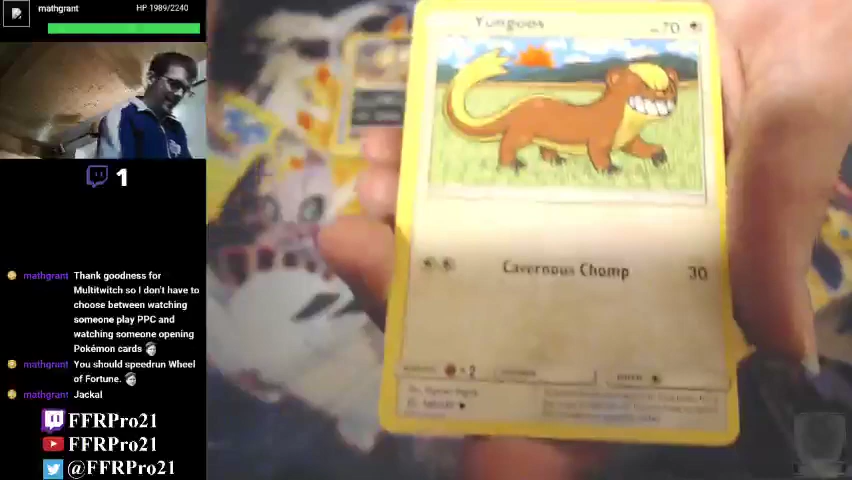 mathgrant HP 1989/2240
1
mathgrant Thank goodness for
Multitwitch so I don't have to
choose between watching
someone play PPC and
watching someone opening
Pokémon cards
mathgrant You should speedrun Wheel
of Fortune.
mathgrant Jackal
FFRPro21
FFRPro21
@FFRPro21
Yungoos 70
Cavernous Chomp 30
×2